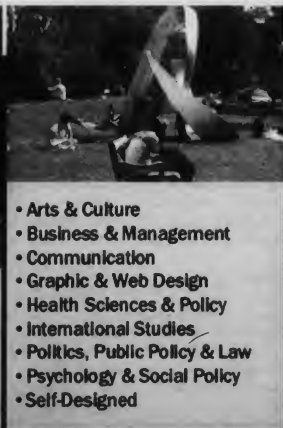 • Arts & Culture
• Business & Management
• Communication
• Graphic & Web Design
• Health Sciences & Policy
• International Studies
• Politics, Public Policy & Law
• Psychology & Social Policy
• Self-Designed